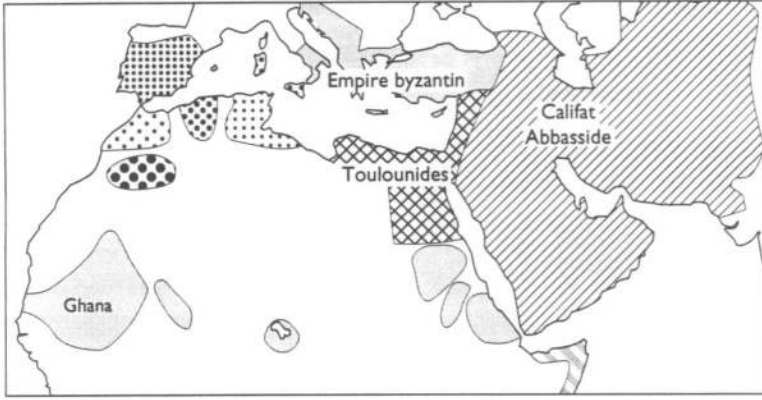 Empire byzantin
Califat
Abbasside
Toulounides
Ghana